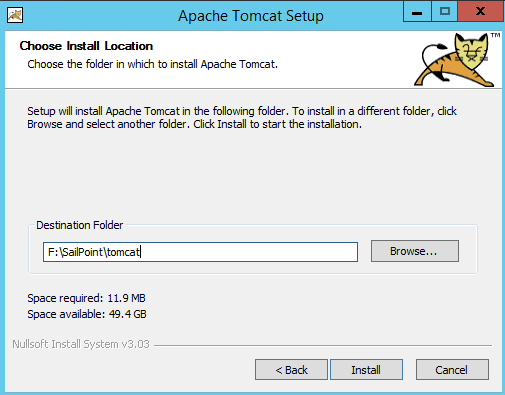 Apache Tomcat Setup
Choose Install Location
Choose the folder in which to install Apache Tomcat.
TM
Setup will install Apache Tomcat in the following folder. To install in a different folder, click
Browse and select another folder. Click Install to start the installation.
Destination Folder
F:\SailPoint\tomcat
Browse...
Space required: 11.9 MB
Space available: 49.4 GB
Nullsoft Install System v3.03
< Back
Install
Cancel